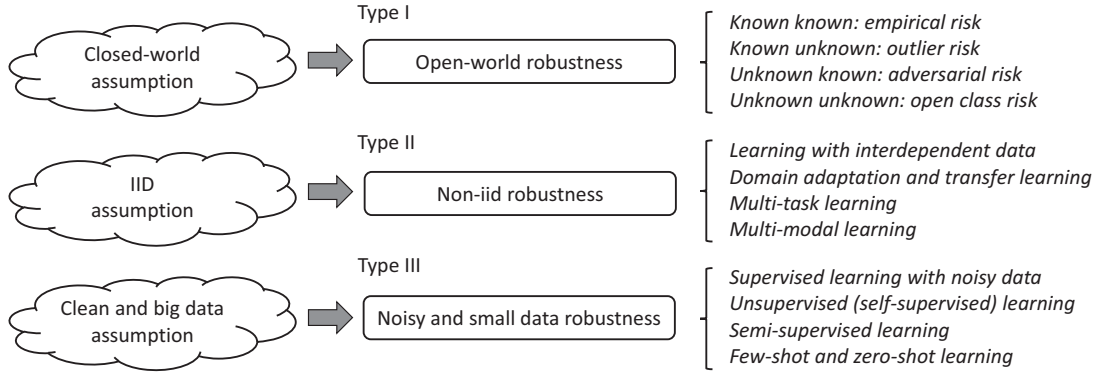 Type I
Closed-world
assumption
Open-world robustness
Known known: empirical risk
Known unknown: outlier risk
Unknown known: adversarial risk
Unknown unknown: open class risk
Type II
IID
assumption
Non-iid robustness
Learning with interdependent data
Domain adaptation and transfer learning
Multi-task learning
Multi-modal learning
Type III
Clean and big data
assumption
Noisy and small data robustness
Supervised learning with noisy data
Unsupervised (self-supervised) learning
Semi-supervised learning
Few-shot and zero-shot learning